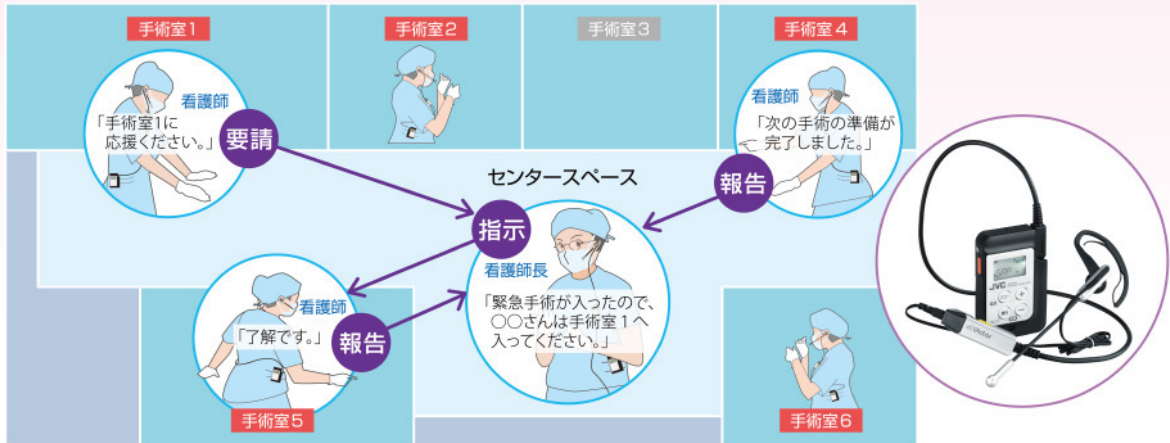 手術室1
手術室2
手術室3
手術室4
看護師
「手術室1に
応援ください。」
要請
看護師
「次の手術の準備が
完了しました。」
報告
センタースペース
指示
看護師長
「緊急手術が入ったので、
〇〇さんは手術室1へ
入ってください。」
看護師
「了解です。」
報告
手術室5
手術室6
JVC
Victor